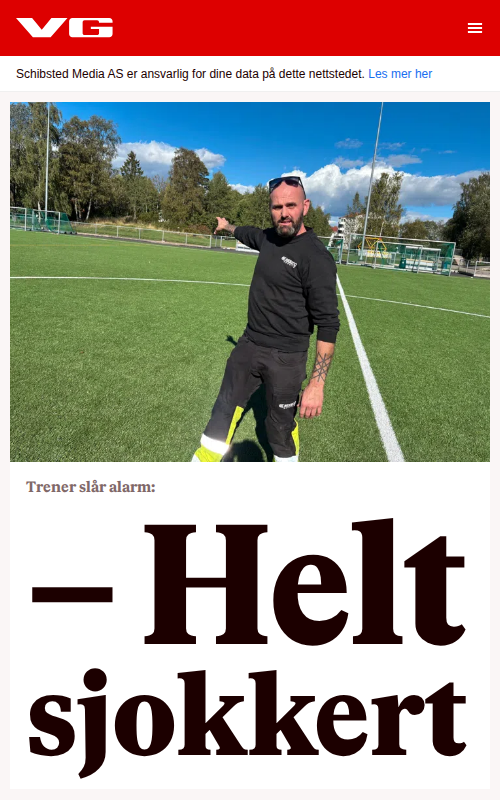 VG
Schibsted Media AS er ansvarlig for dine data på dette nettstedet. Les mer her
Trener slår alarm:
– Helt
sjokkert